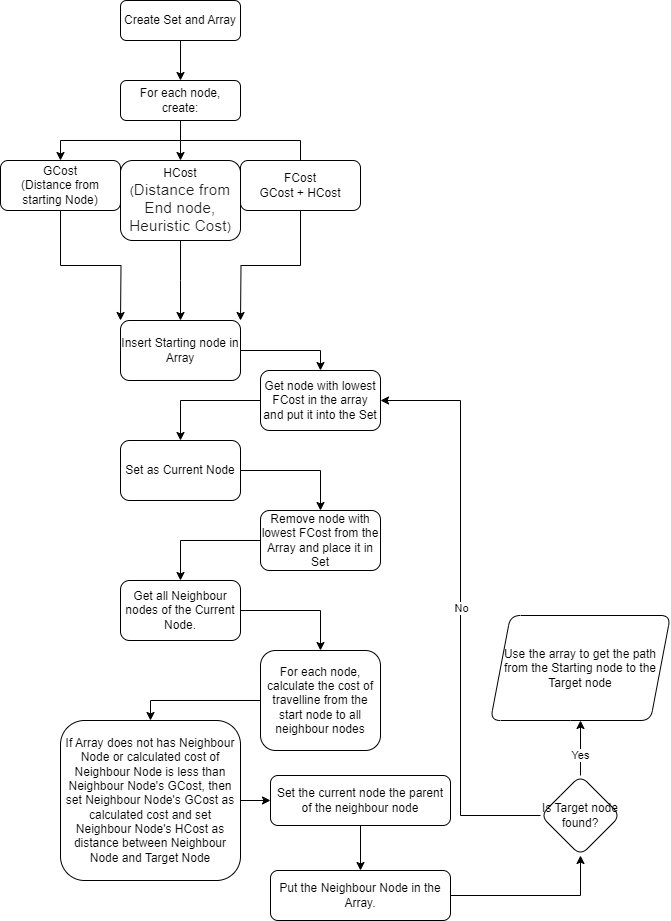 Create Set and Array
For each node,
create:
GCost
(Distance from
starting Node)
HCost
(Distance from
End node,
Heuristic Cost)
FCost
GCost + HCost
Insert Starting node in
Array
Get node with lowest
FCost in the array
and put it into the Set
Set as Current Node
Remove node with
lowest FCost from the
Array and place it in
Set
Get all Neighbour
nodes of the Current
Node.
For each node,
calculate the cost of
travelline from the
start node to all
neighbour nodes
If Array does not has Neighbour
Node or calculated cost of
Neighbour Node is less than
Neighbour Node's GCost, then
set Neighbour Node's GCost as
calculated cost and set
Neighbour Node's HCost as
distance between Neighbour
Node and Target Node
Set the current node the parent
of the neighbour node
Put the Neighbour Node in the
Array.
Is Target node
found?
No
Yes
Use the array to get the path
from the Starting node to the
Target node